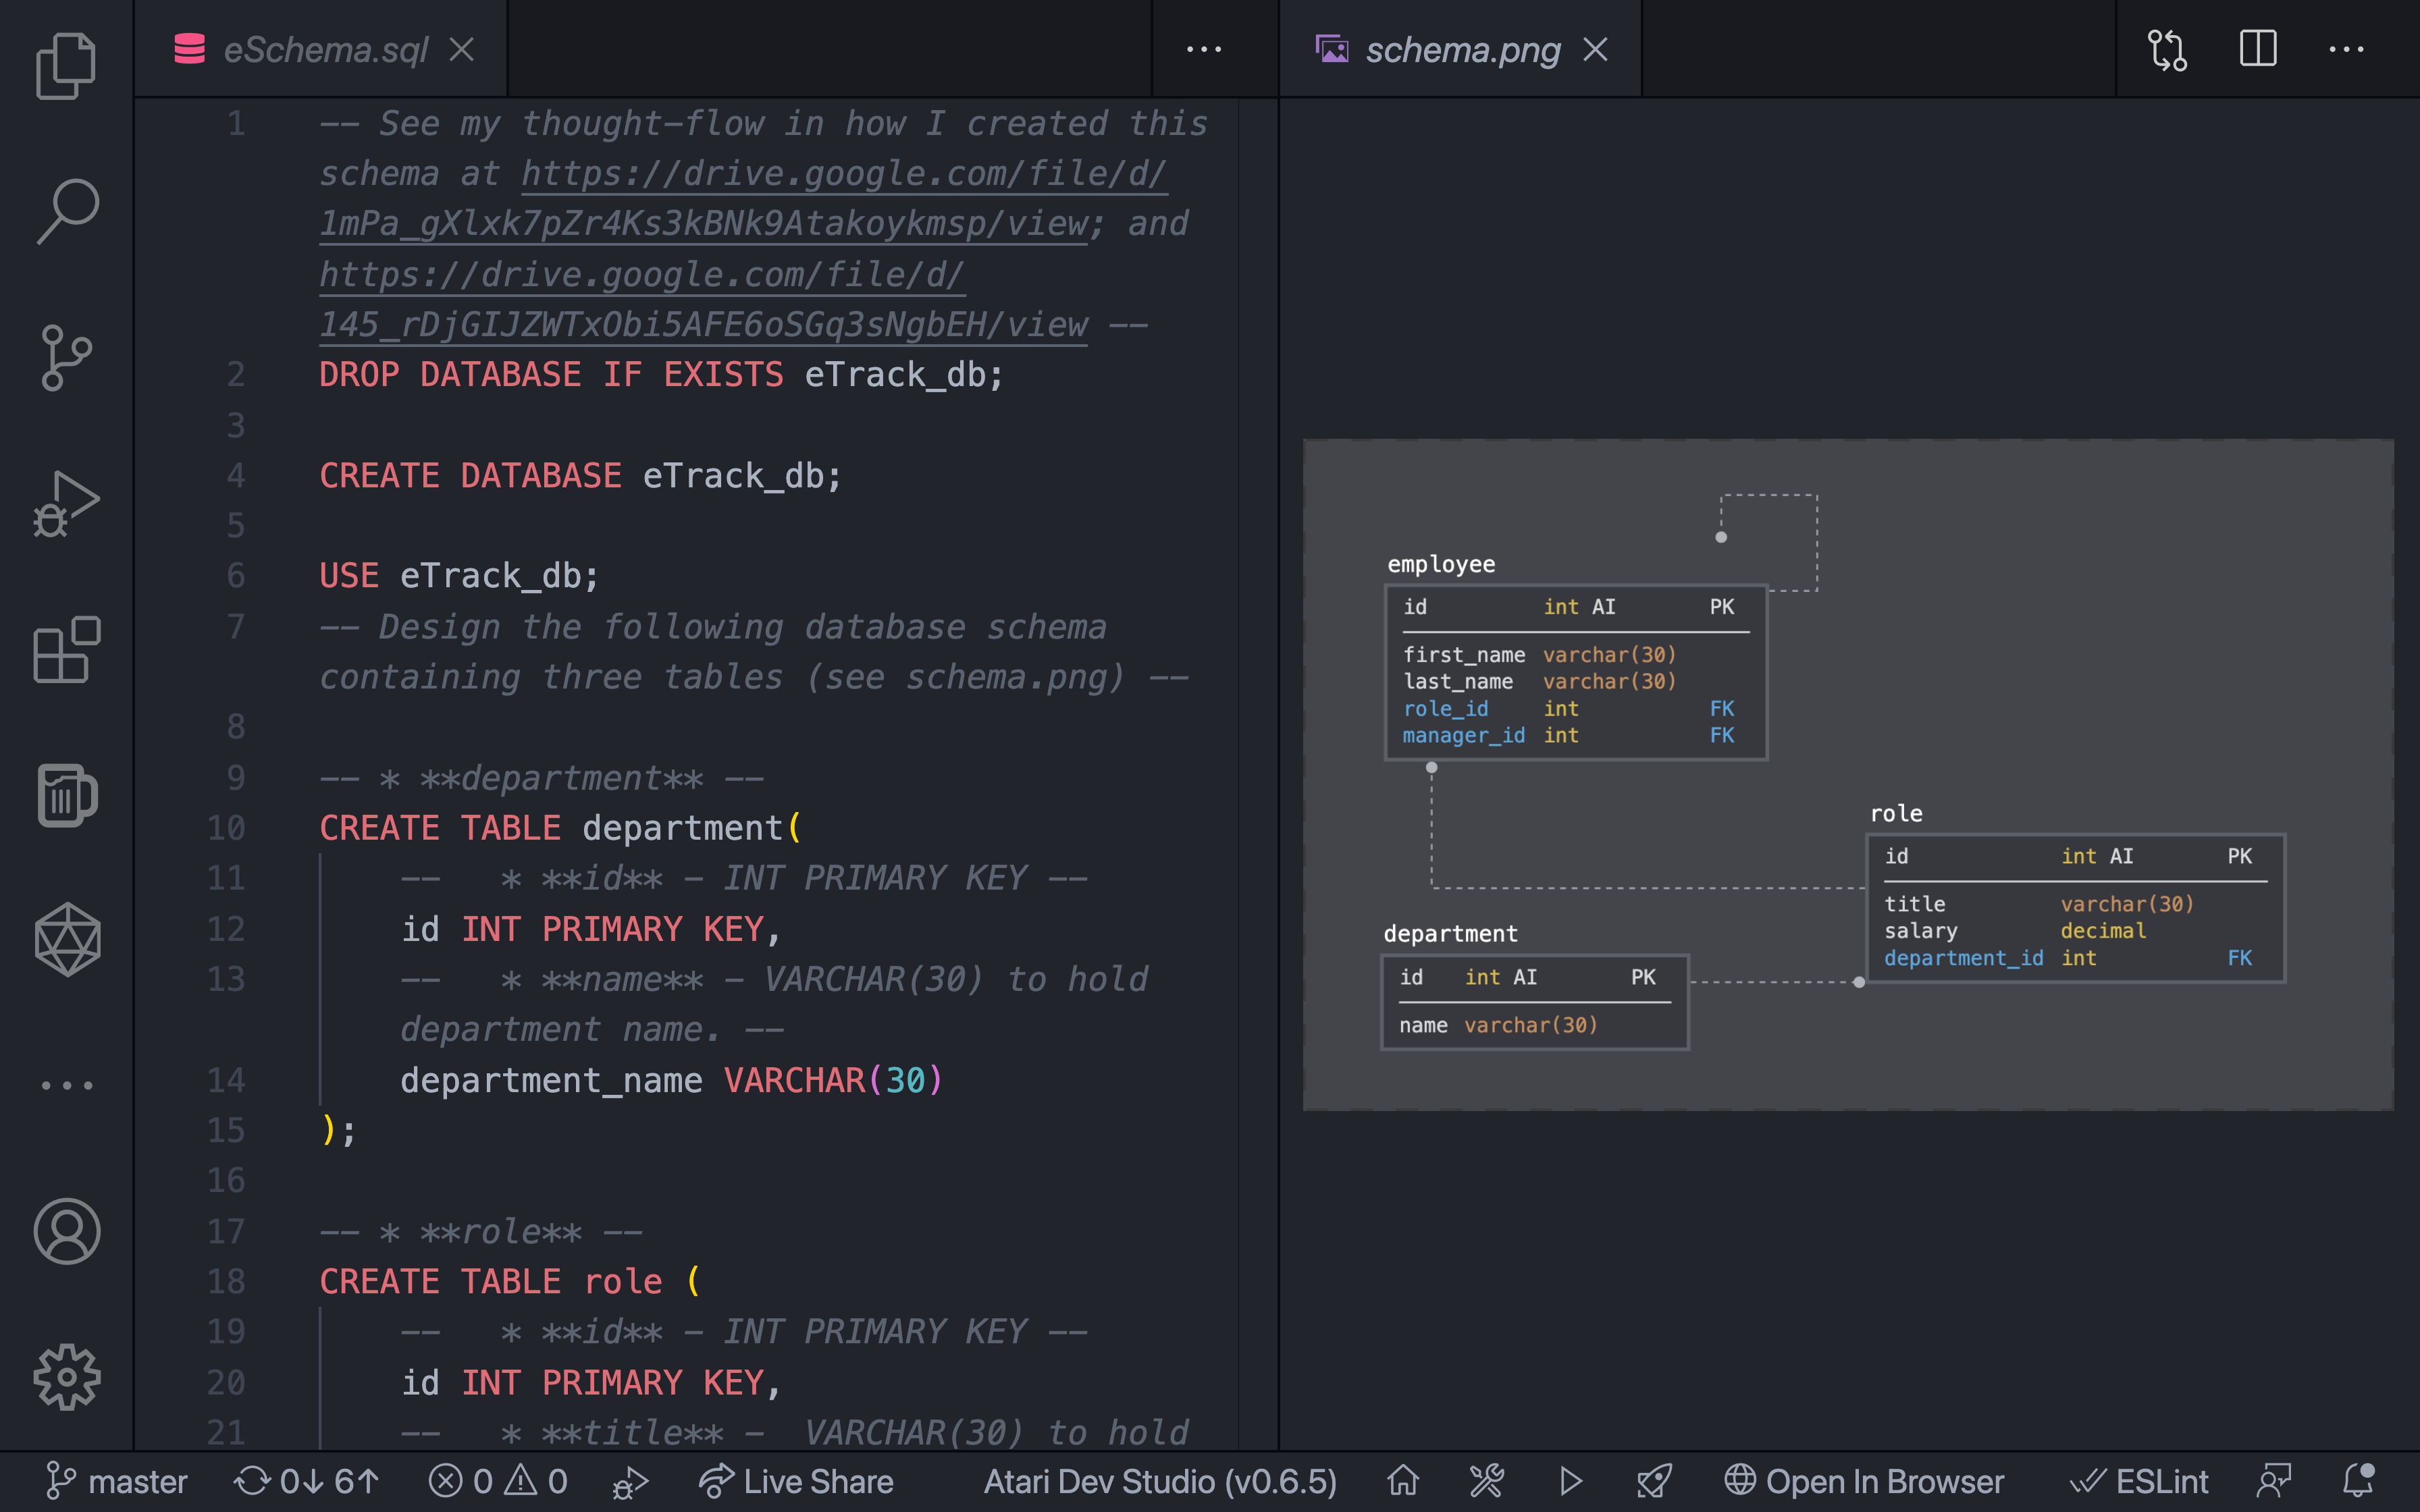 eSchema.sql
schema.png
1 -- See my thought-flow in how I created this
schema at https://drive.google.com/file/d/
1mPa_gXlxk7pZr4Ks3kBNk9Atakoykmsp/view; and
https://drive.google.com/file/d/
145_rDjGIJZWTxObi5AFE6oSGq3sNgbEH/view --
2 DROP DATABASE IF EXISTS eTrack_db;
3
4 CREATE DATABASE eTrack_db;
5
6 USE eTrack_db;
7 -- Design the following database schema
containing three tables (see schema.png) --
8
9 -- * **department** --
10 CREATE TABLE department(
11 -- * **id** - INT PRIMARY KEY --
12 id INT PRIMARY KEY,
13 -- * **name** - VARCHAR(30) to hold
department name. --
14 department_name VARCHAR(30)
15 );
16
17 -- * **role** --
18 CREATE TABLE role (
19 -- * **id** - INT PRIMARY KEY --
20 id INT PRIMARY KEY,
21 -- * **title** - VARCHAR(30) to hold
employee
id int AI PK
first_name varchar(30)
last_name varchar(30)
role_id int FK
manager_id int FK
role
id int AI PK
title varchar(30)
salary decimal
department_id int FK
department
id int AI PK
name varchar(30)
master 0↓ 6↑ 0 0 Live Share Atari Dev Studio (v0.6.5) Open In Browser ESLint